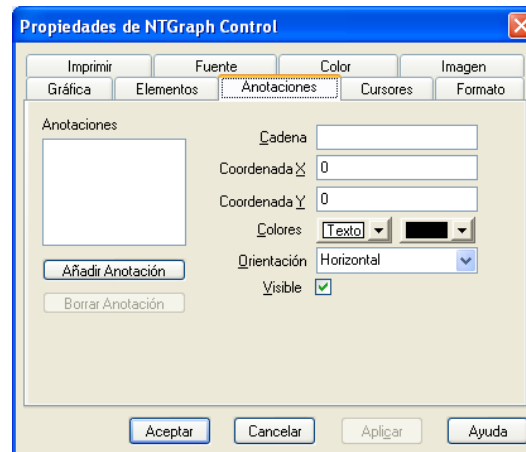 Propiedades de NTGraph Control
Imprimir Fuente Color Imagen
Gráfica Elementos Anotaciones Cursores Formato
Anotaciones
Cadena
Coordenada X 0
Coordenada Y 0
Colores Texto
Añadir Anotación
Orientación Horizontal
Borrar Anotación
Visible
Aceptar Cancelar Aplicar Ayuda